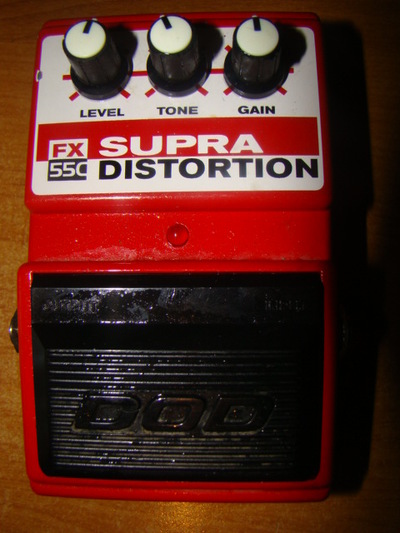 LEVEL TONE GAIN
FX SUPRA
55C DISTORTION
DOD